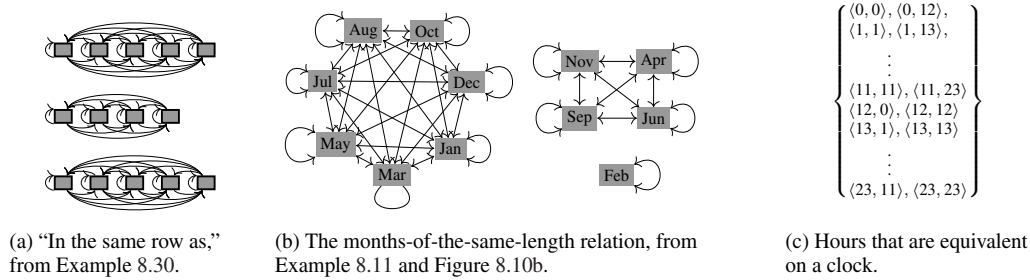 Aug
Oct
Jul
Dec
May
Jan
Mar
Nov
Apr
Sep
Jun
Feb
⟨0, 0⟩, ⟨0, 12⟩,
⟨1, 1⟩, ⟨1, 13⟩,
⋮
⟨11, 11⟩, ⟨11, 23⟩
⟨12, 0⟩, ⟨12, 12⟩
⟨13, 1⟩, ⟨13, 13⟩
⋮
⟨23, 11⟩, ⟨23, 23⟩
(a) “In the same row as,”
from Example 8.30.
(b) The months-of-the-same-length relation, from
Example 8.11 and Figure 8.10b.
(c) Hours that are equivalent
on a clock.